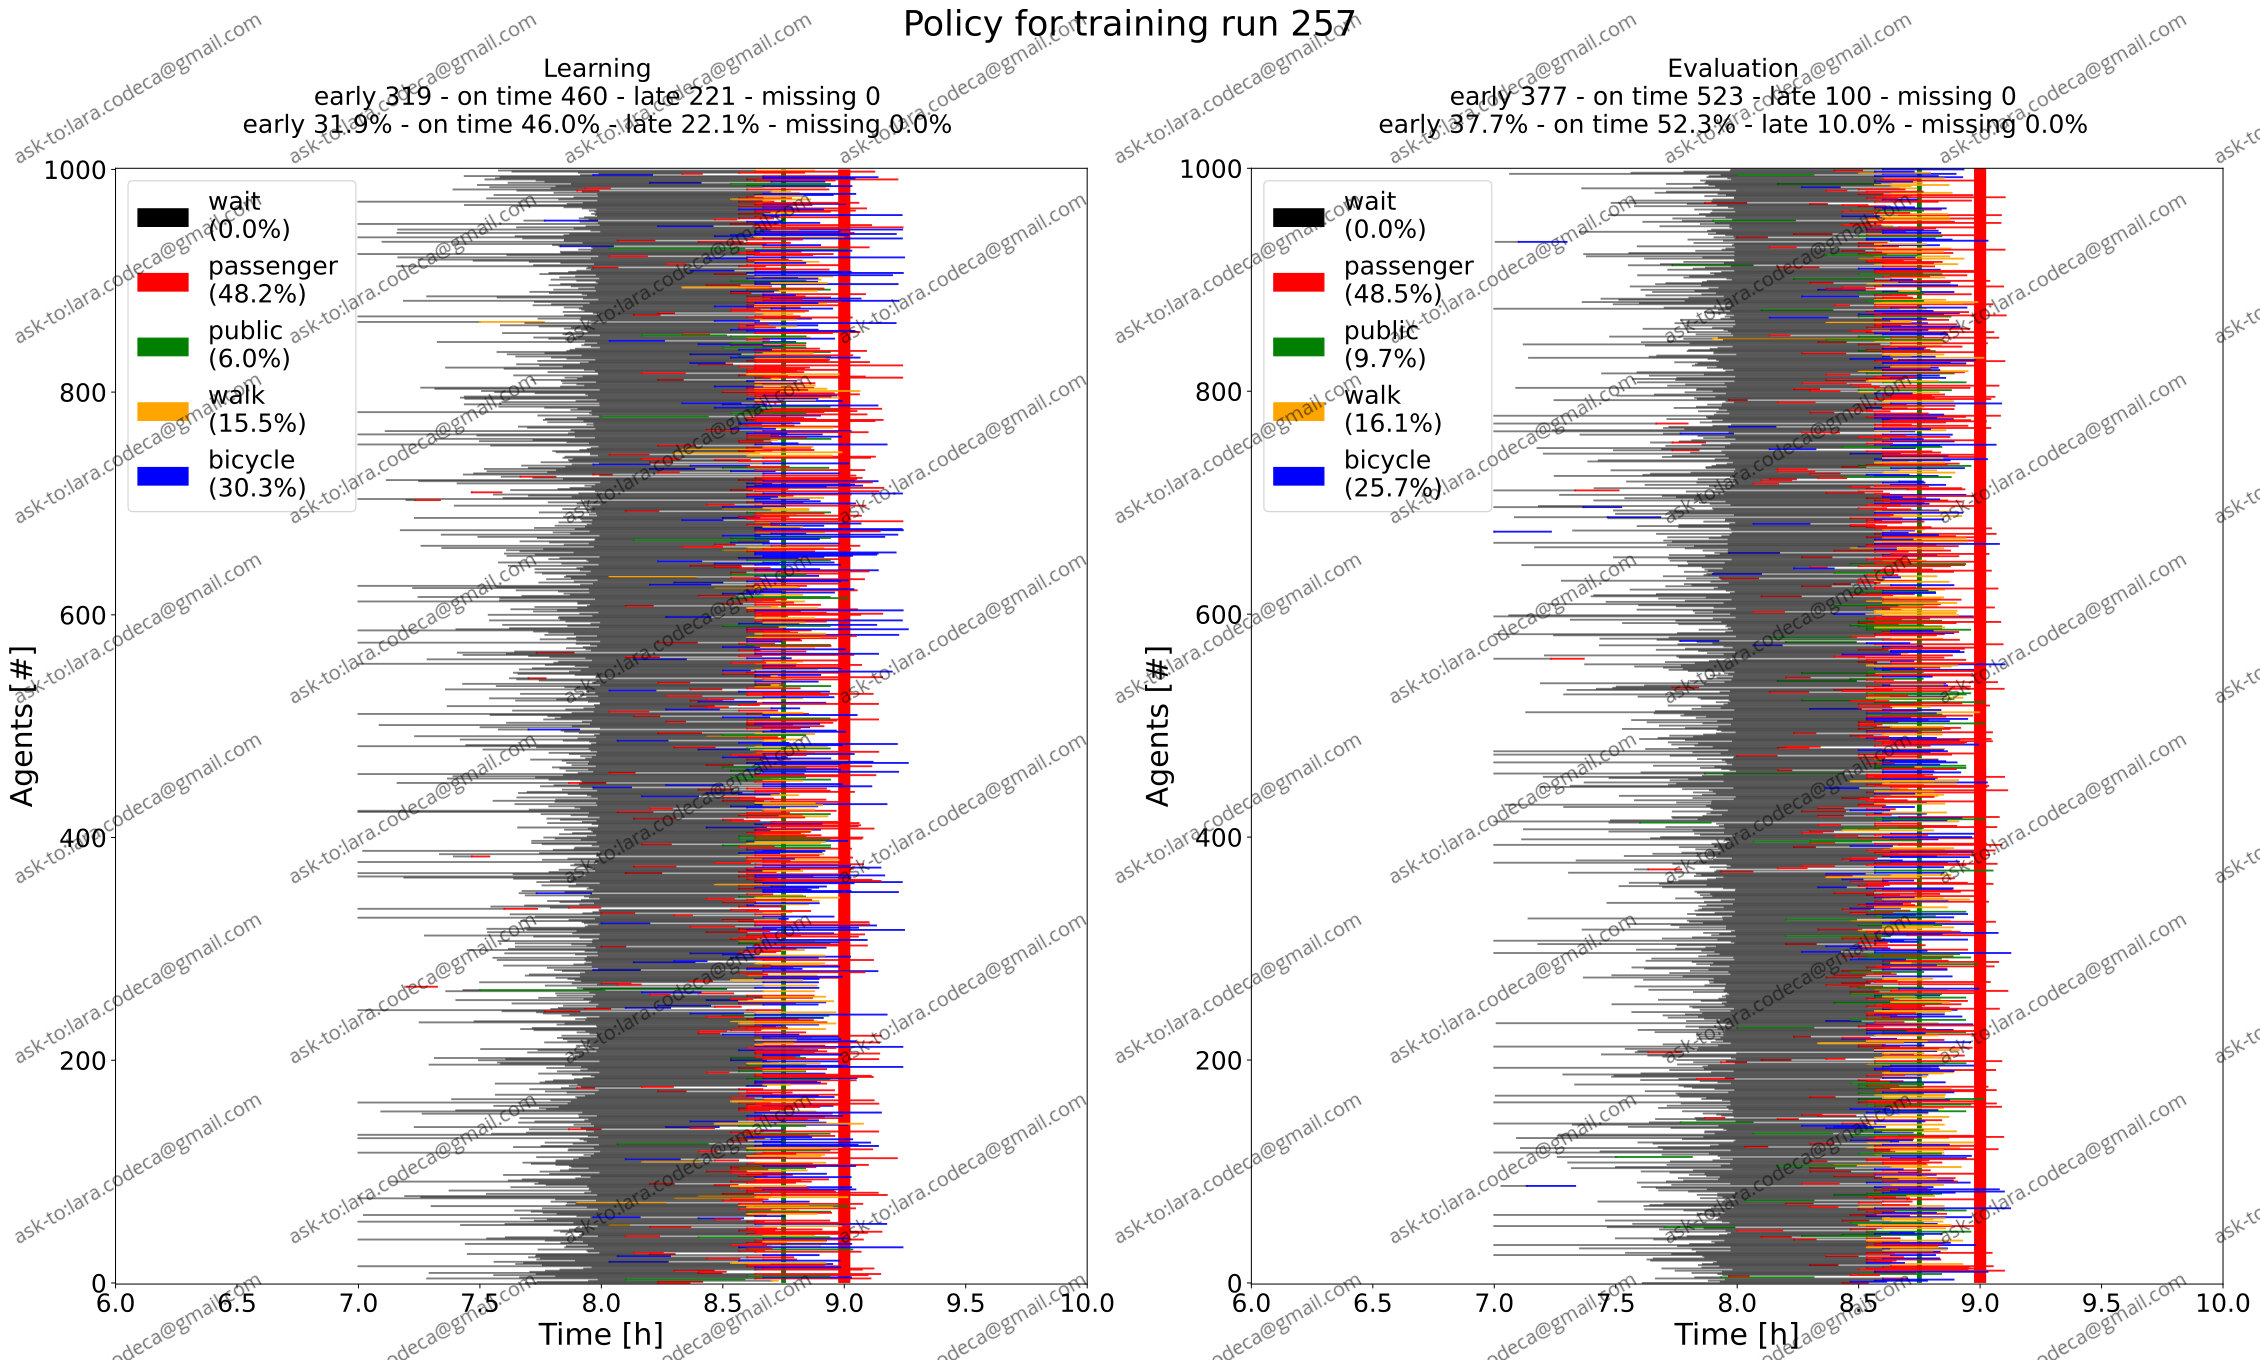 Policy for training run 257
Learning
early 319 - on time 460 - late 221 - missing 0
early 31.9% - on time 46.0% - late 22.1% - missing 0.0%
1000
800
600
400
200
0
Agents [#]
wait
(0.0%)
passenger
(48.2%)
public
(6.0%)
walk
(15.5%)
bicycle
(30.3%)
6.0 6.5 7.0 7.5 8.0 8.5 9.0 9.5 10.0
Time [h]
Evaluation
early 377 - on time 523 - late 100 - missing 0
early 37.7% - on time 52.3% - late 10.0% - missing 0.0%
1000
800
600
400
200
0
Agents [#]
wait
(0.0%)
passenger
(48.5%)
public
(9.7%)
walk
(16.1%)
bicycle
(25.7%)
6.0 6.5 7.0 7.5 8.0 8.5 9.0 9.5 10.0
Time [h]
ask-to:lara.codeca@gmail.com